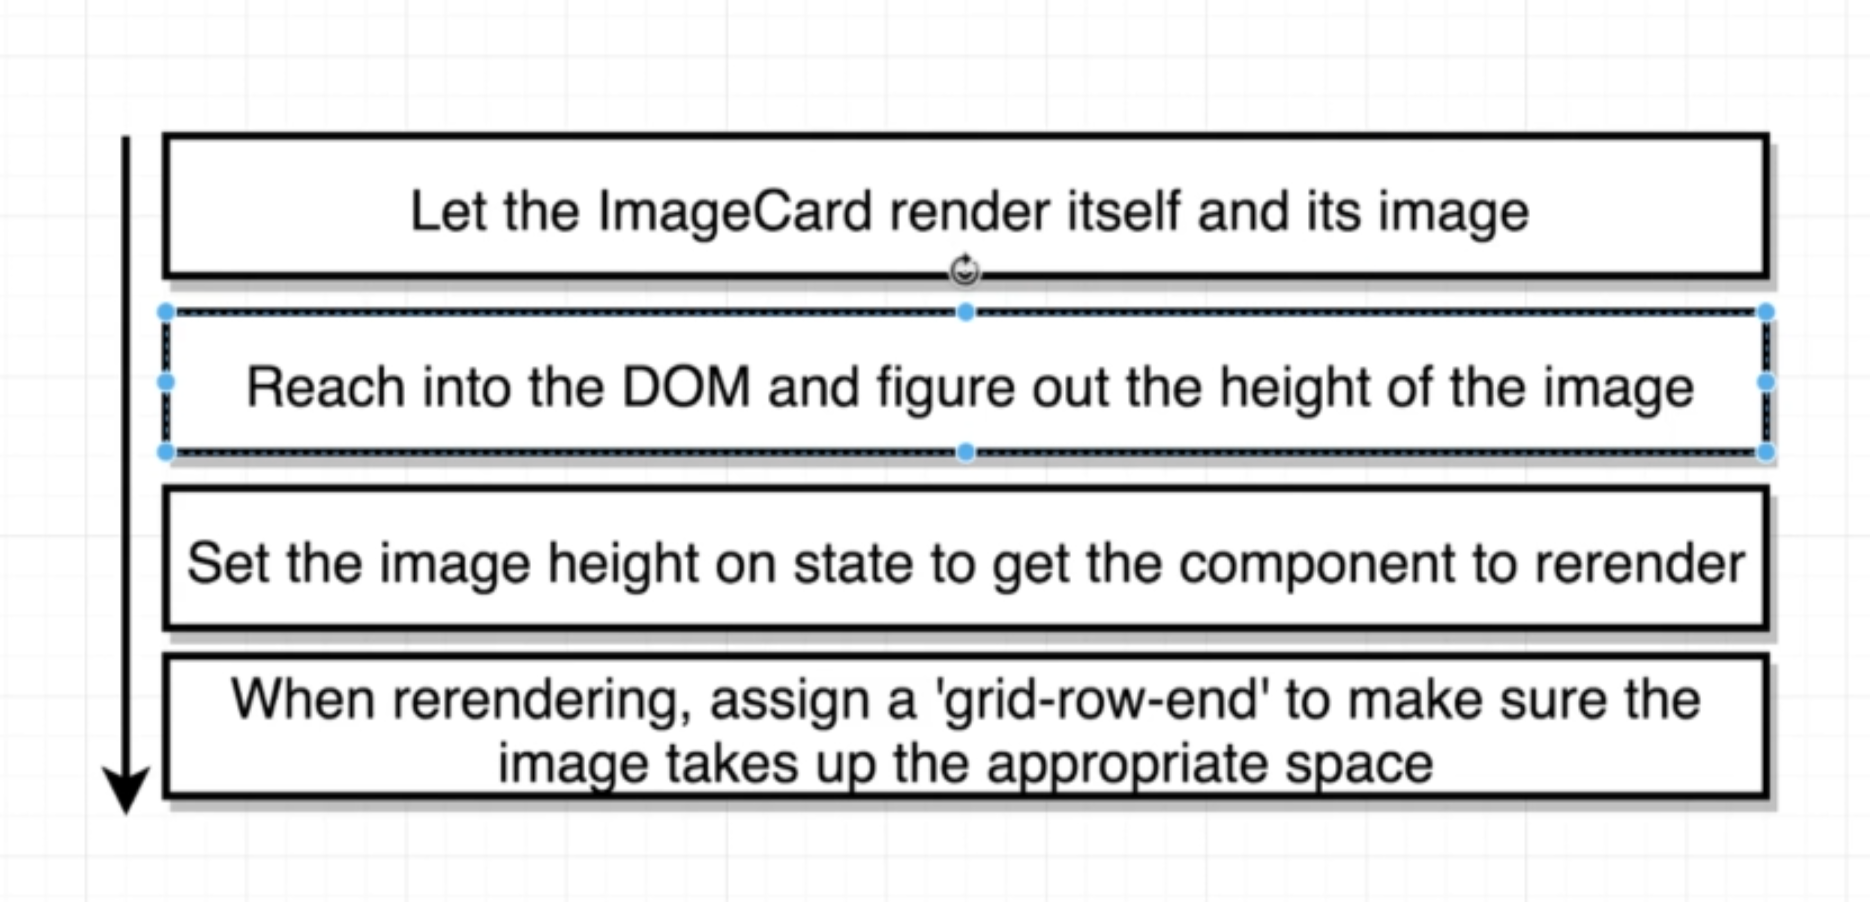 Let the ImageCard render itself and its image
Reach into the DOM and figure out the height of the image
Set the image height on state to get the component to rerender
When rerendering, assign a 'grid-row-end' to make sure the
image takes up the appropriate space